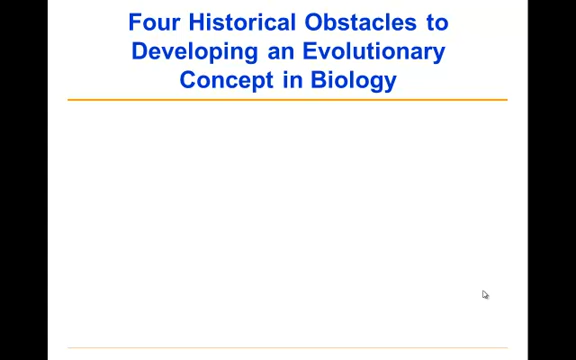 Four Historical Obstacles to
Developing an Evolutionary
Concept in Biology